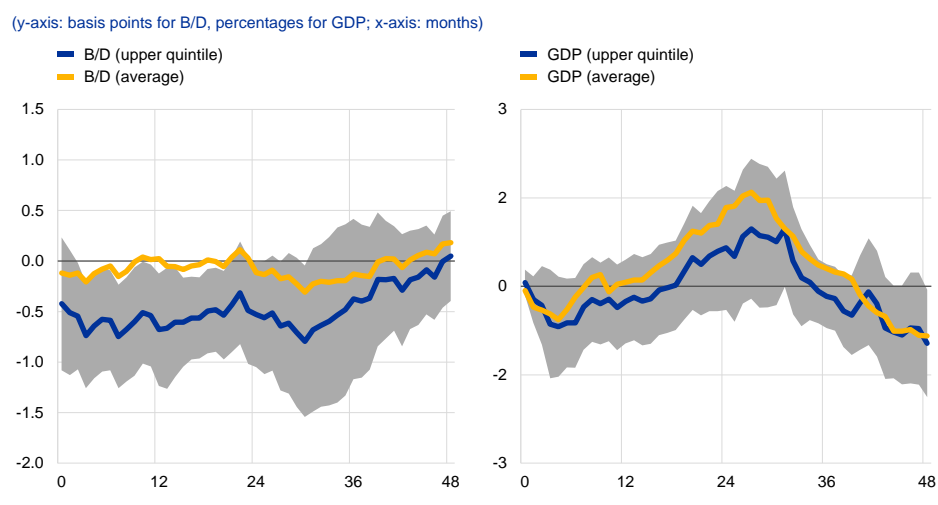 (y-axis: basis points for B/D, percentages for GDP; x-axis: months)
B/D (upper quintile)
B/D (average)
1.5
1.0
0.5
0.0
-0.5
-1.0
-1.5
-2.0
0 12 24 36 48
GDP (upper quintile)
GDP (average)
3
2
0
-2
-3
0 12 24 36 48